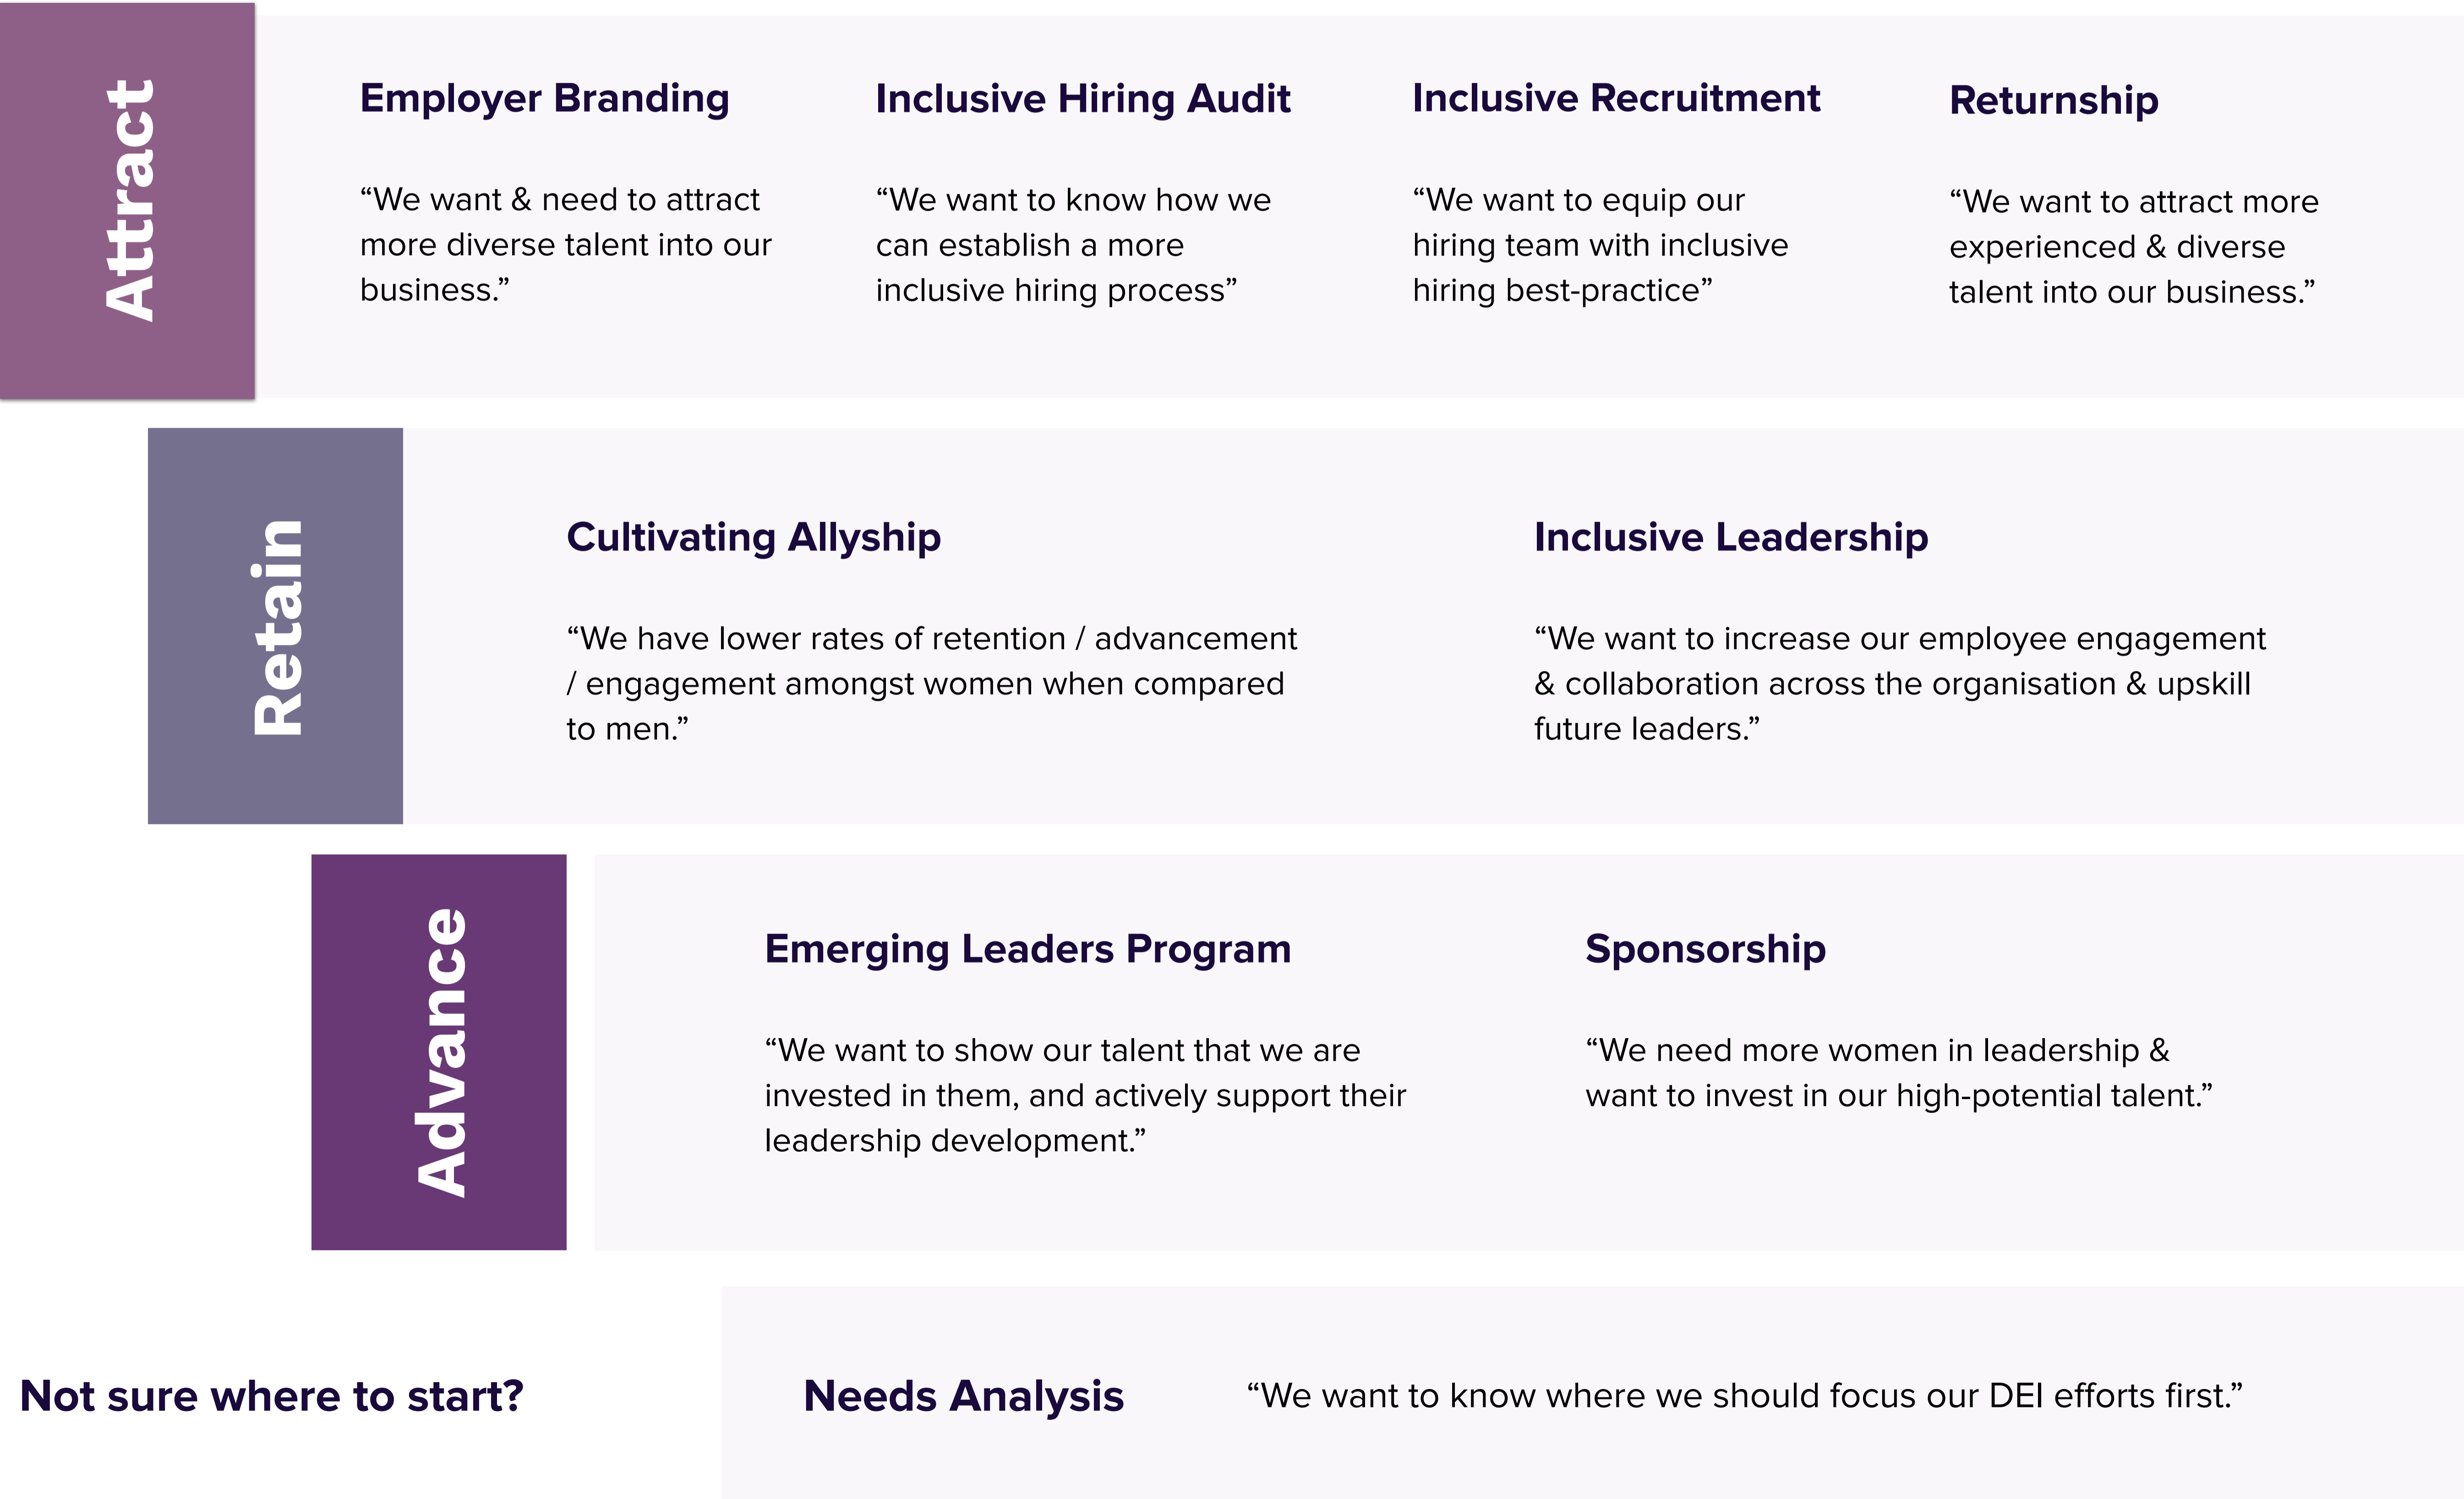 Attract
Employer Branding
“We want & need to attract
more diverse talent into our
business.”
Inclusive Hiring Audit
“We want to know how we
can establish a more
inclusive hiring process”
Inclusive Recruitment
“We want to equip our
hiring team with inclusive
hiring best-practice”
Returnship
“We want to attract more
experienced & diverse
talent into our business.”
Retain
Cultivating Allyship
“We have lower rates of retention / advancement
/ engagement amongst women when compared
to men.”
Inclusive Leadership
“We want to increase our employee engagement
& collaboration across the organisation & upskill
future leaders.”
Advance
Emerging Leaders Program
“We want to show our talent that we are
invested in them, and actively support their
leadership development.”
Sponsorship
“We need more women in leadership &
want to invest in our high-potential talent.”
Not sure where to start?
Needs Analysis
“We want to know where we should focus our DEI efforts first.”